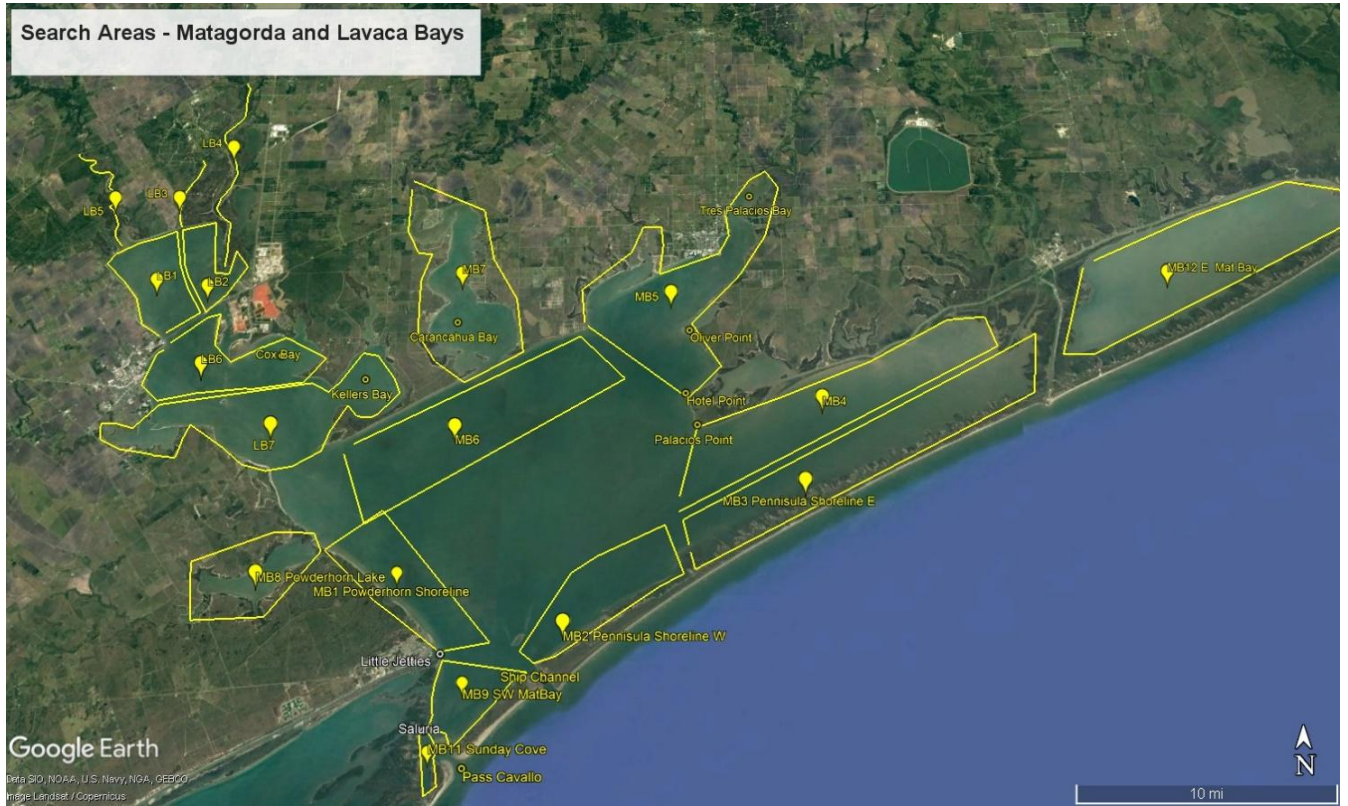 Search Areas - Matagorda and Lavaca Bays
LB4
LB5
LB3
Tres Palacios Bay
LB1
LB2
MB7
MB5
MB12 E Mat Bay
Carancahua Bay
Oliver Point
LB6
Cox Bay
Kellers Bay
Hotel Point
MB4
LB7
MB6
Palacios Point
MB3 Pennisula Shoreline E
MB8 Powderhorn Lake
MB1 Powderhorn Shoreline
MB2 Pennisula Shoreline W
Little Jetties
Ship Channel
MB9 SW MatBay
Saluria
MB11 Sunday Cove
Pass Cavallo
Google Earth
Data SIO, NOAA, U.S. Navy, NGA, GEBCO
Image Landsat / Copernicus
N
10 mi